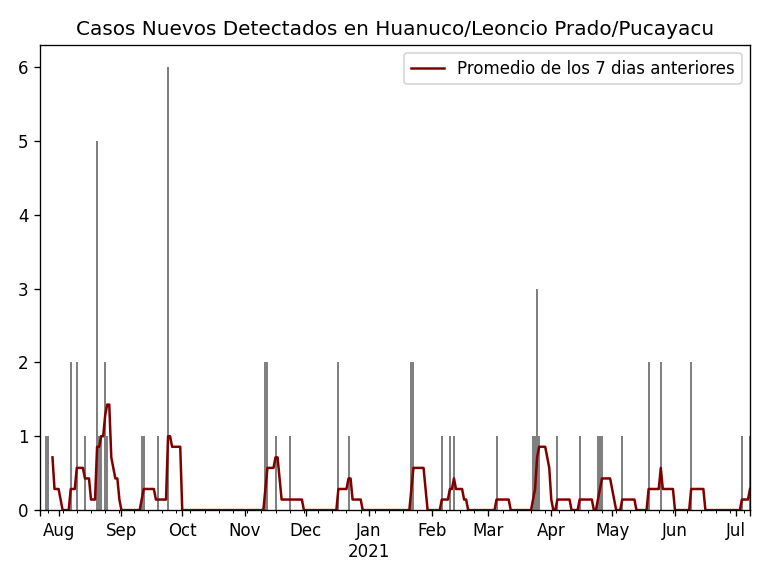 Casos Nuevos Detectados en Huanuco/Leoncio Prado/Pucayacu
Promedio de los 7 dias anteriores
6
5
4
3
2
1
0
Aug Sep Oct Nov Dec Jan Feb Mar Apr May Jun Jul
2021